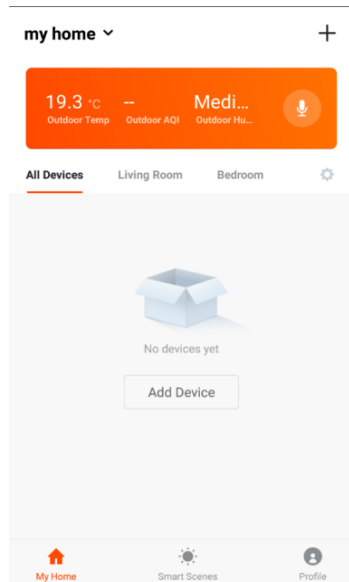 my home
19.3 °C -- Medi...
Outdoor Temp Outdoor AQI Outdoor Hu...
All Devices Living Room Bedroom
No devices yet
Add Device
My Home Smart Scenes Profile